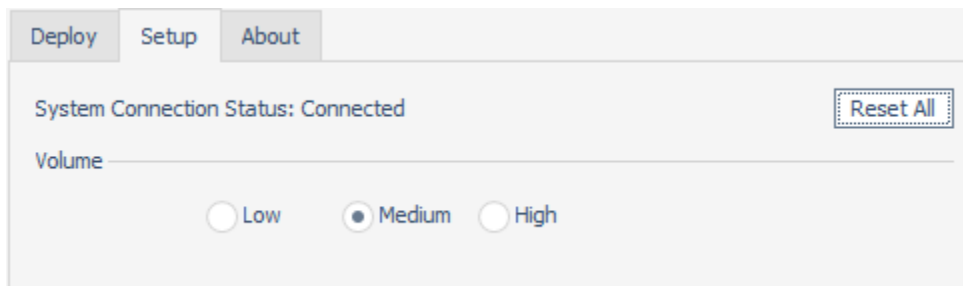 Deploy Setup About
System Connection Status: Connected Reset All
Volume
Low Medium High